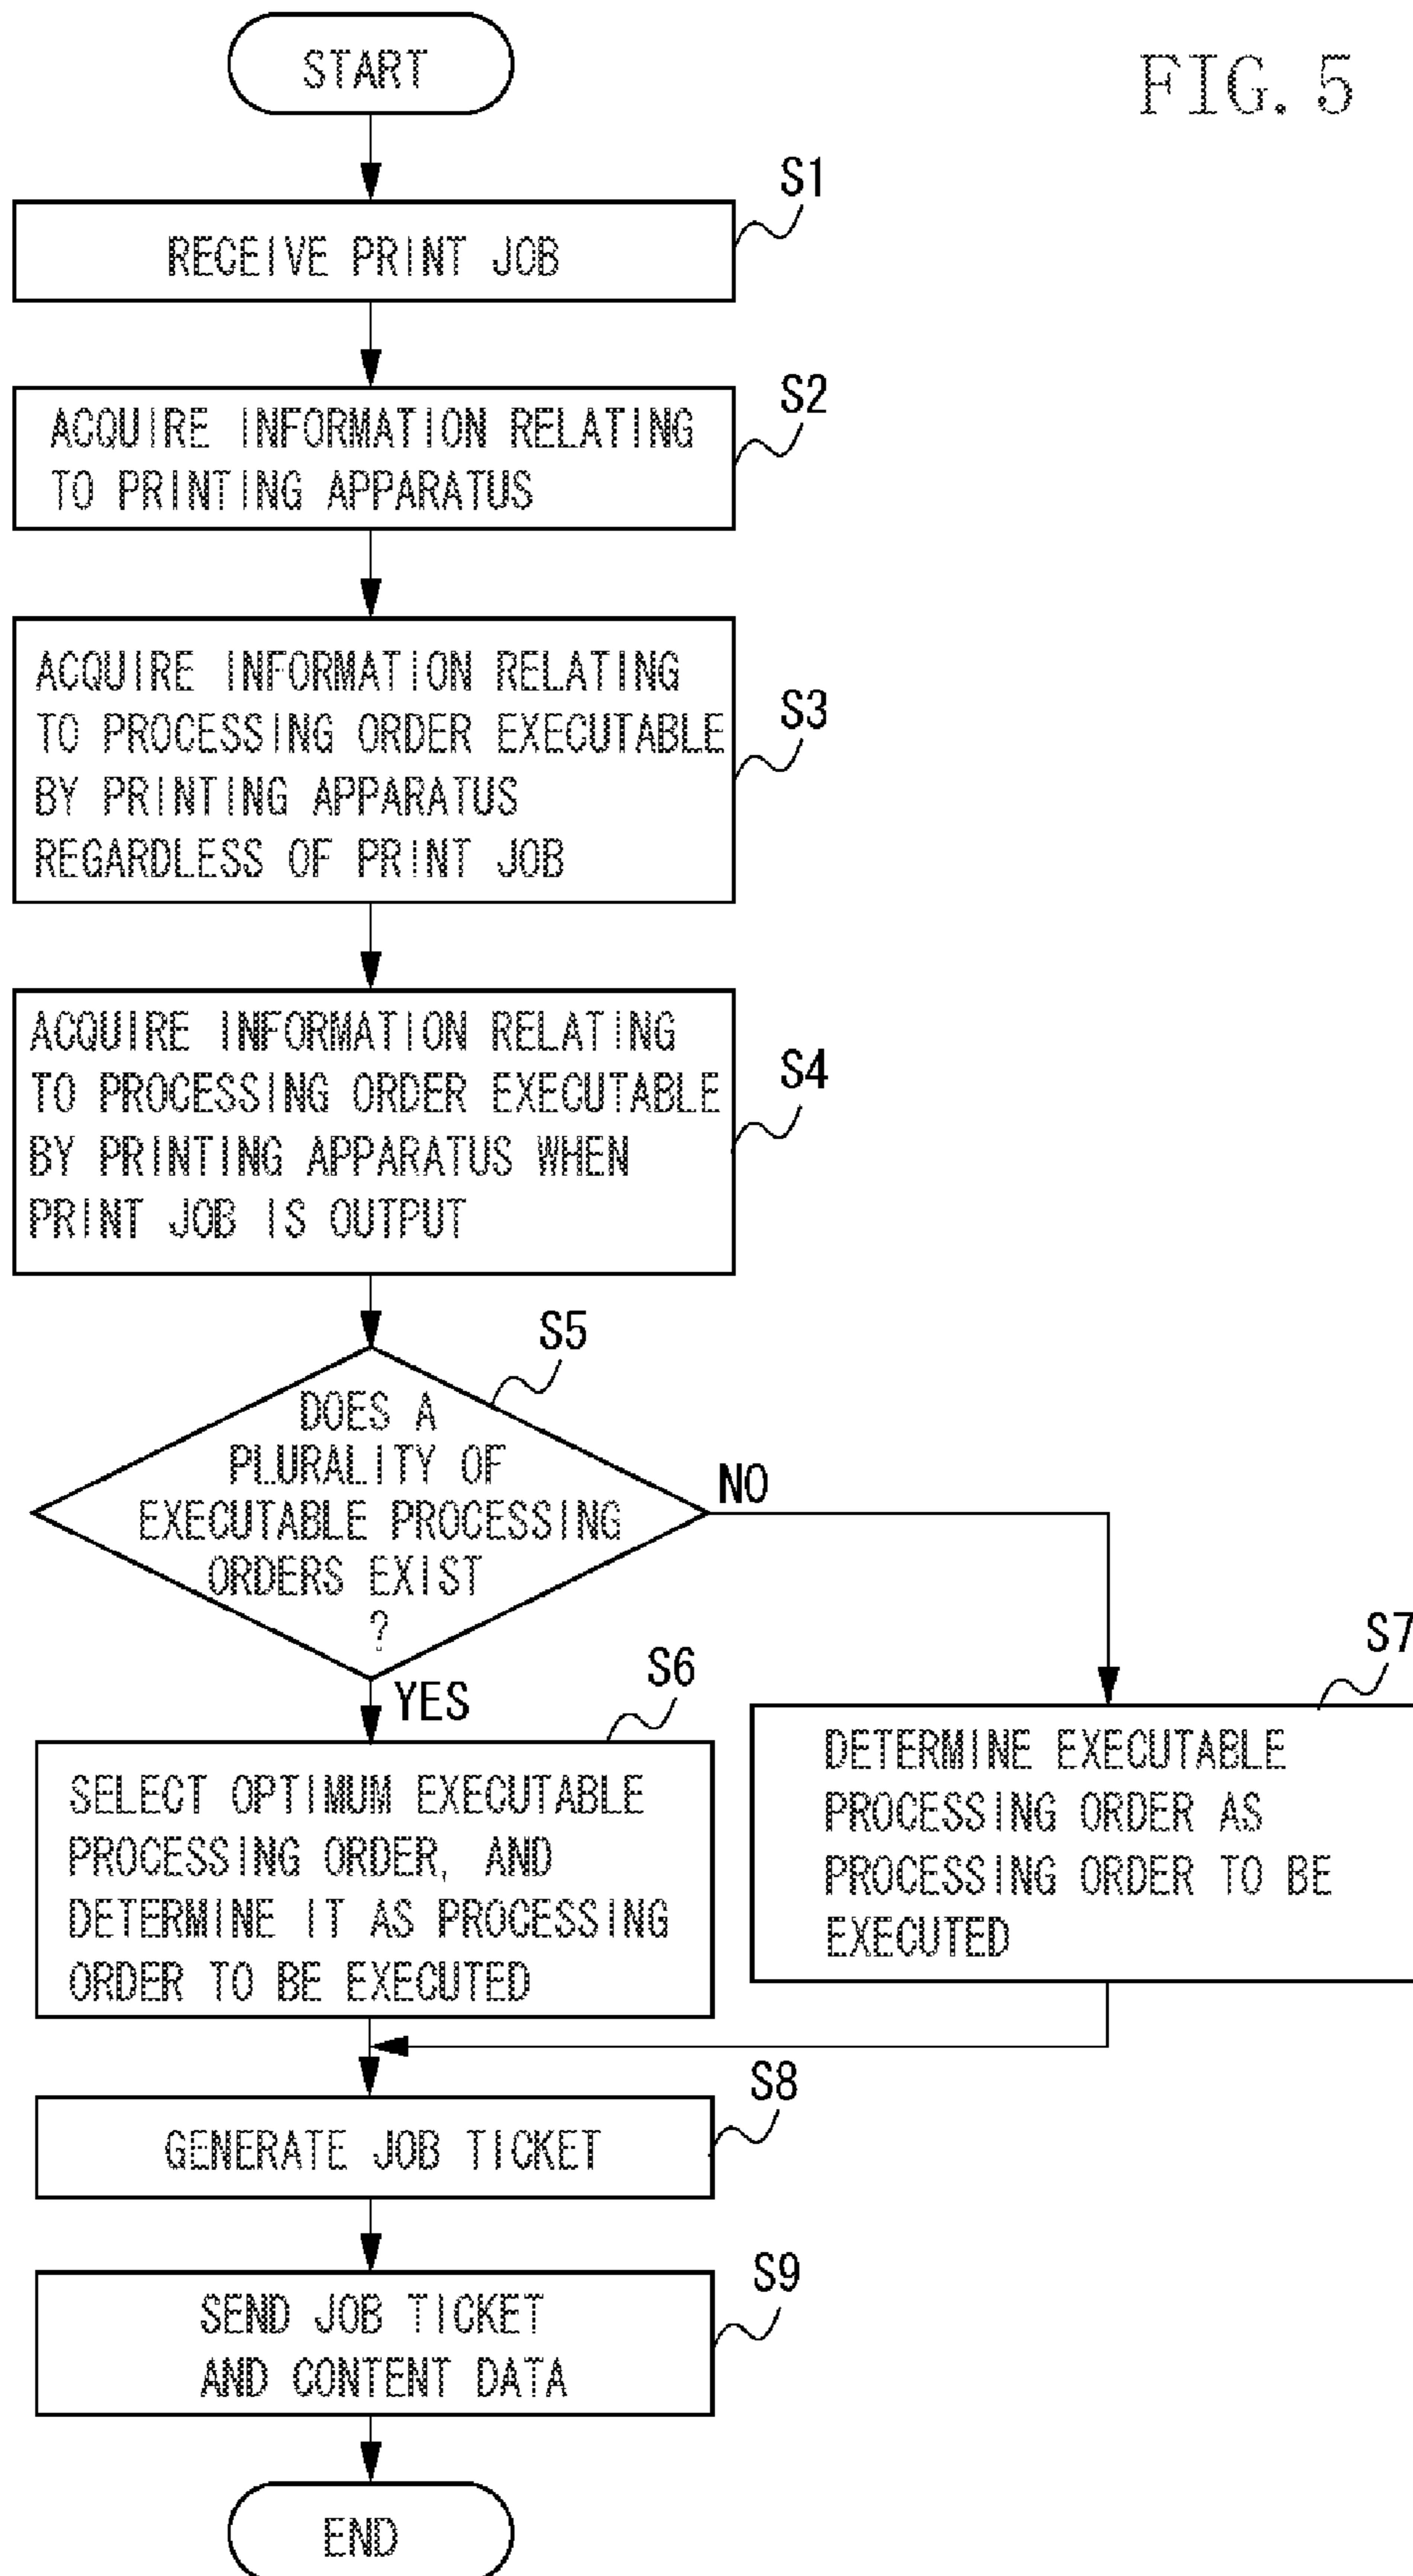 START
FIG. 5
S1
RECEIVE PRINT JOB
S2
ACQUIRE INFORMATION RELATING
TO PRINTING APPARATUS
S3
ACQUIRE INFORMATION RELATING
TO PROCESSING ORDER EXECUTABLE
BY PRINTING APPARATUS
REGARDLESS OF PRINT JOB
S4
ACQUIRE INFORMATION RELATING
TO PROCESSING ORDER EXECUTABLE
BY PRINTING APPARATUS WHEN
PRINT JOB IS OUTPUT
S5
DOES A
PLURALITY OF
EXECUTABLE PROCESSING
ORDERS EXIST
?
NO
YES
S6
SELECT OPTIMUM EXECUTABLE
PROCESSING ORDER, AND
DETERMINE IT AS PROCESSING
ORDER TO BE EXECUTED
S7
DETERMINE EXECUTABLE
PROCESSING ORDER AS
PROCESSING ORDER TO BE
EXECUTED
S8
GENERATE JOB TICKET
S9
SEND JOB TICKET
AND CONTENT DATA
END